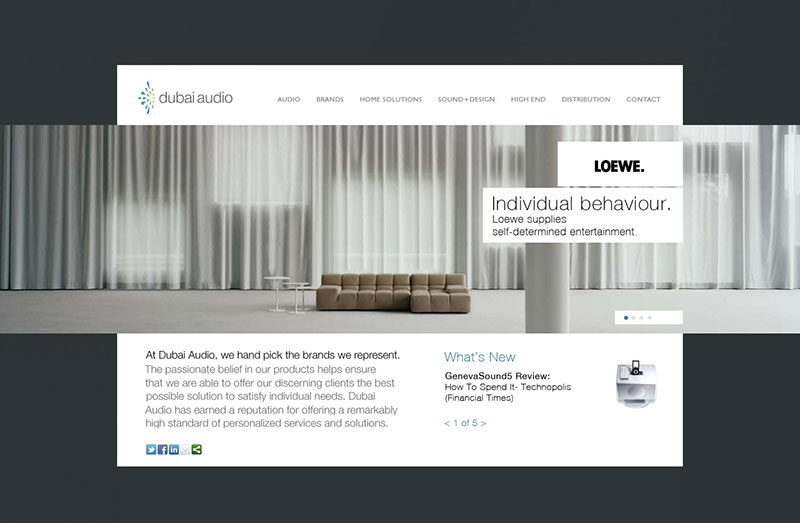 dubai audio
AUDIO BRANDS HOME SOLUTIONS SOUND+DESIGN HIGH END DISTRIBUTION CONTACT
LOEWE.
Individual behaviour.
Loewe supplies
self-determined entertainment.
At Dubai Audio, we hand pick the brands we represent.
The passionate belief in our products helps ensure
that we are able to offer our discerning clients the best
possible solution to satisfy individual needs. Dubai
Audio has earned a reputation for offering a remarkably
high standard of personalized services and solutions.
What's New
GenevaSound5 Review:
How To Spend It- Technopolis
(Financial Times)
< 1 of 5 >